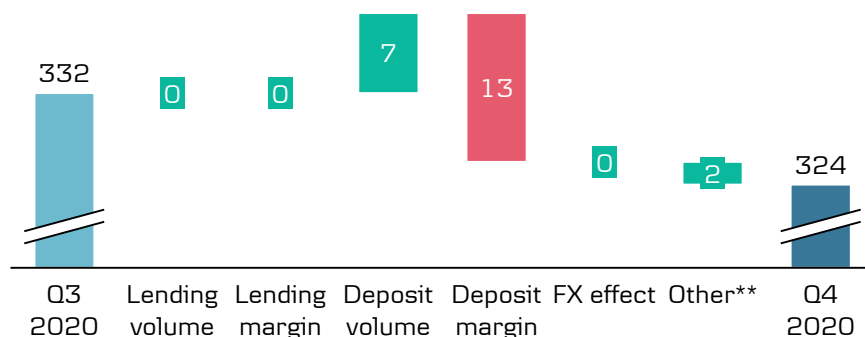 7
332
0
0
13
0
2
324
Q3
2020
Lending
volume
Lending
margin
Deposit
volume
Deposit
margin
FX effect
Other**
Q4
2020